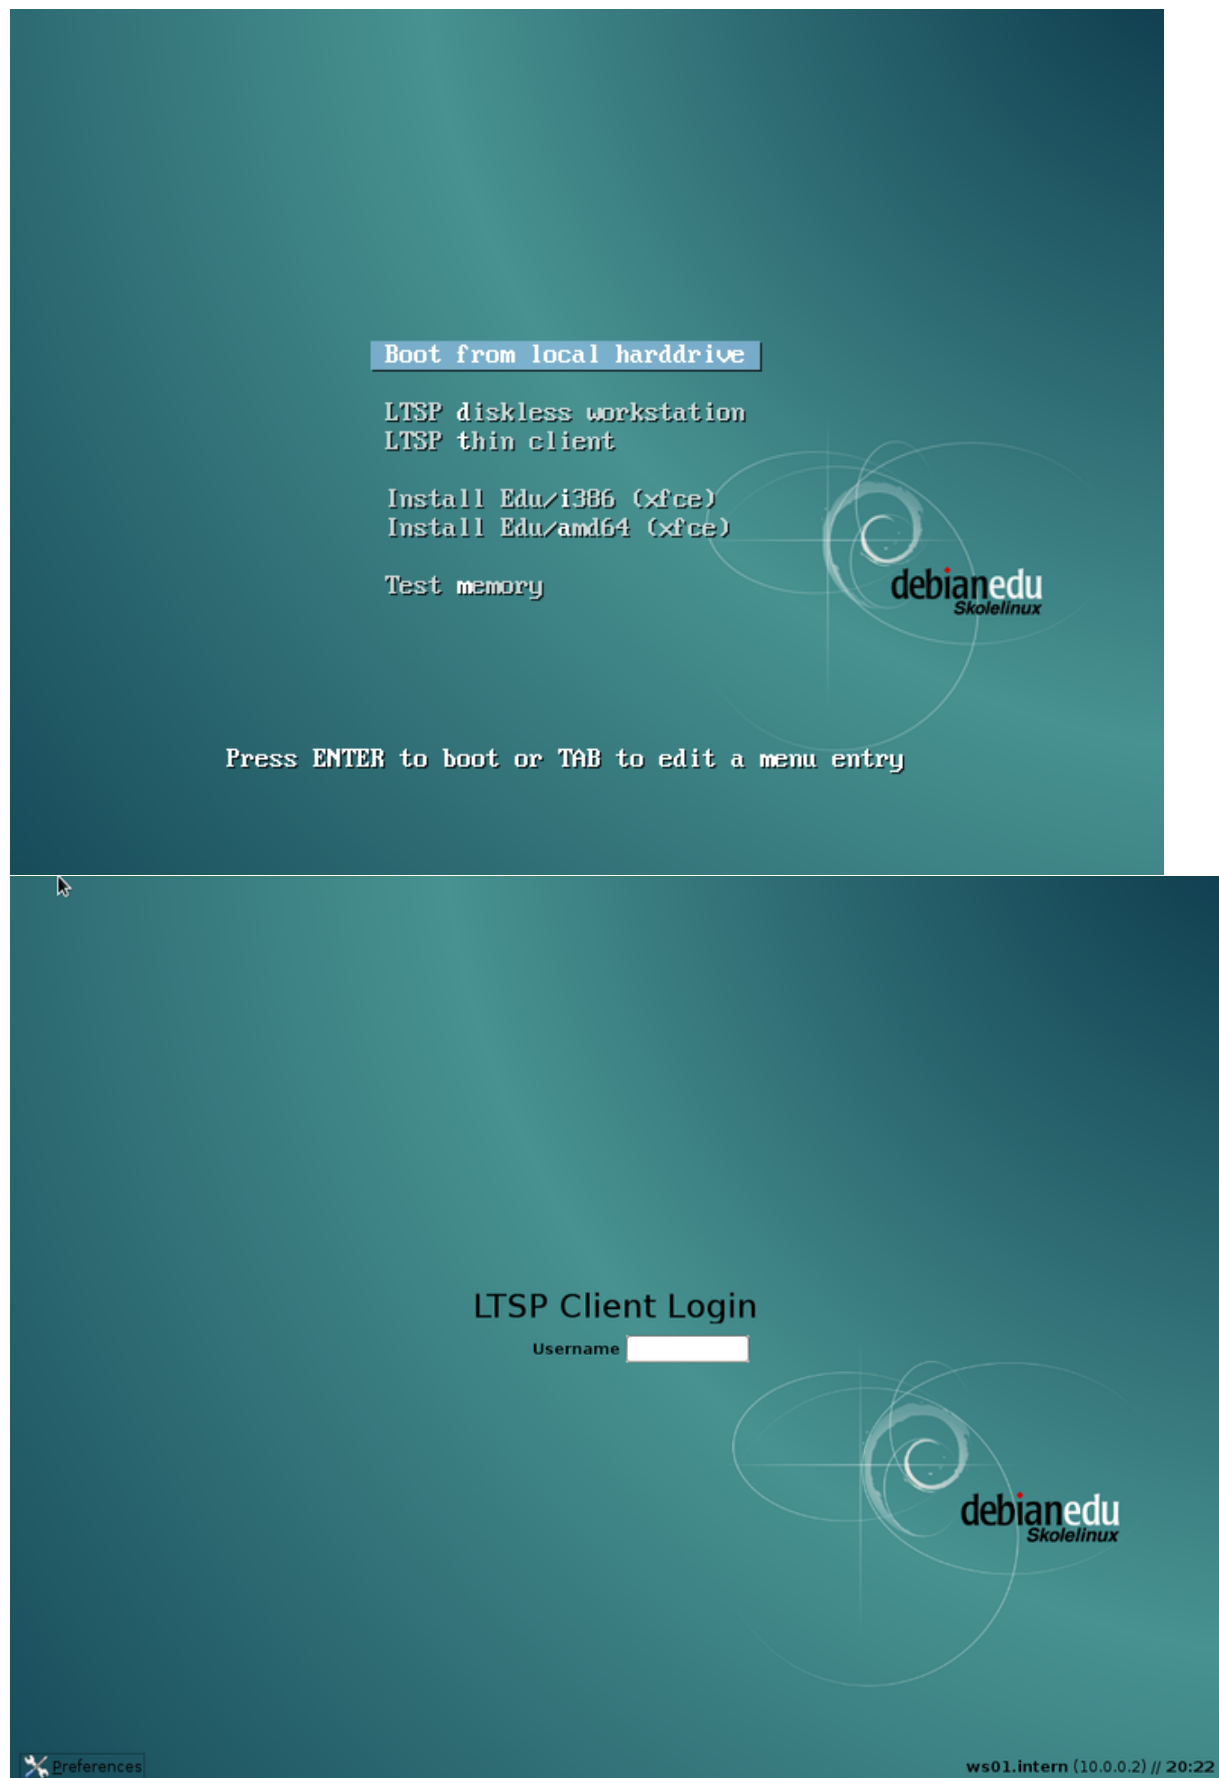 Boot from local harddrive
LTSP diskless workstation
LTSP thin client
Install Edu/i386 (xfce)
Install Edu/amd64 (xfce)
Test memory
debianedu
Skolelinux
Press ENTER to boot or TAB to edit a menu entry
LTSP Client Login
Username
debianedu
Skolelinux
Preferences
ws01.intern (10.0.0.2) // 20:22